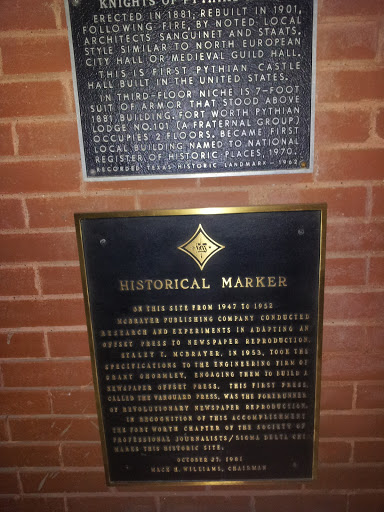 KNIGHTS OF PYTHIAS
ERECTED IN 1881, REBUILT IN 1901,
FOLLOWING FIRE, BY NOTED LOCAL
ARCHITECTS SANGUINET AND STAATS.
STYLE SIMILAR TO NORTH EUROPEAN
CITY HALL OR MEDIEVAL GUILD HALL.
THIS IS FIRST PYTHIAN CASTLE
HALL BUILT IN THE UNITED STATES.
IN THIRD-FLOOR NICHE IS 7-FOOT
SUIT OF ARMOR THAT STOOD ABOVE
1881 BUILDING. FORT WORTH PYTHIAN
LODGE NO.101 (A FRATERNAL GROUP)
OCCUPIES 2 FLOORS. BECAME FIRST
LOCAL BUILDING NAMED TO NATIONAL
REGISTER OF HISTORIC PLACES, 1970.
RECORDED TEXAS HISTORIC LANDMARK - 1962
HISTORICAL MARKER
ON THIS SITE FROM 1947 TO 1952
MCBRAYER PUBLISHING COMPANY CONDUCTED
RESEARCH AND EXPERIMENTS IN ADAPTING AN
OFFSET PRESS TO NEWSPAPER REPRODUCTION.
STALEY T. MCBRAYER, IN 1953, TOOK THE
SPECIFICATIONS TO THE ENGINEERING FIRM OF
GRANT GHORMLEY, ENGAGING THEM TO BUILD A
NEWSPAPER OFFSET PRESS. THIS FIRST PRESS,
CALLED THE VANGUARD PRESS, WAS THE FORERUNNER
OF REVOLUTIONARY NEWSPAPER REPRODUCTION.
IN RECOGNITION OF THIS ACCOMPLISHMENT
THE FORT WORTH CHAPTER OF THE SOCIETY OF
PROFESSIONAL JOURNALISTS/SIGMA DELTA CHI
MARKS THIS HISTORIC SITE.
OCTOBER 27, 1981
MACK H. WILLIAMS, CHAIRMAN